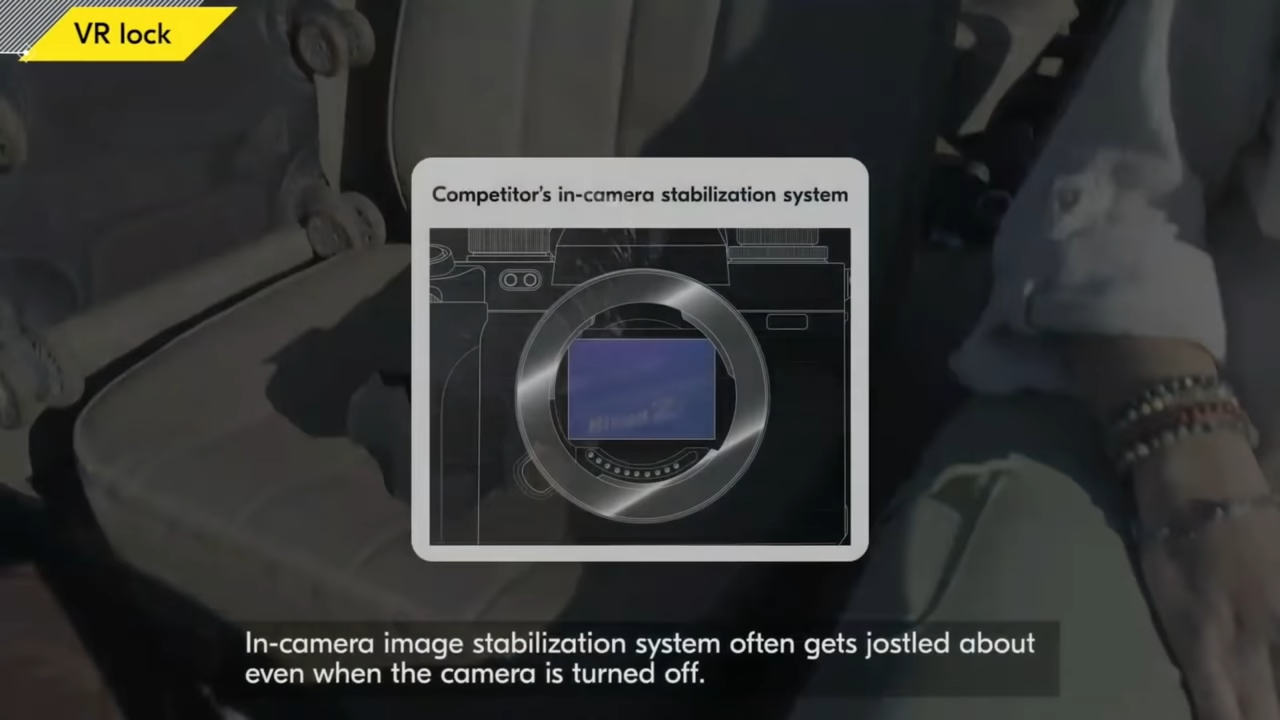 VR lock
Competitor's in-camera stabilization system
In-camera image stabilization system often gets jostled about
even when the camera is turned off.